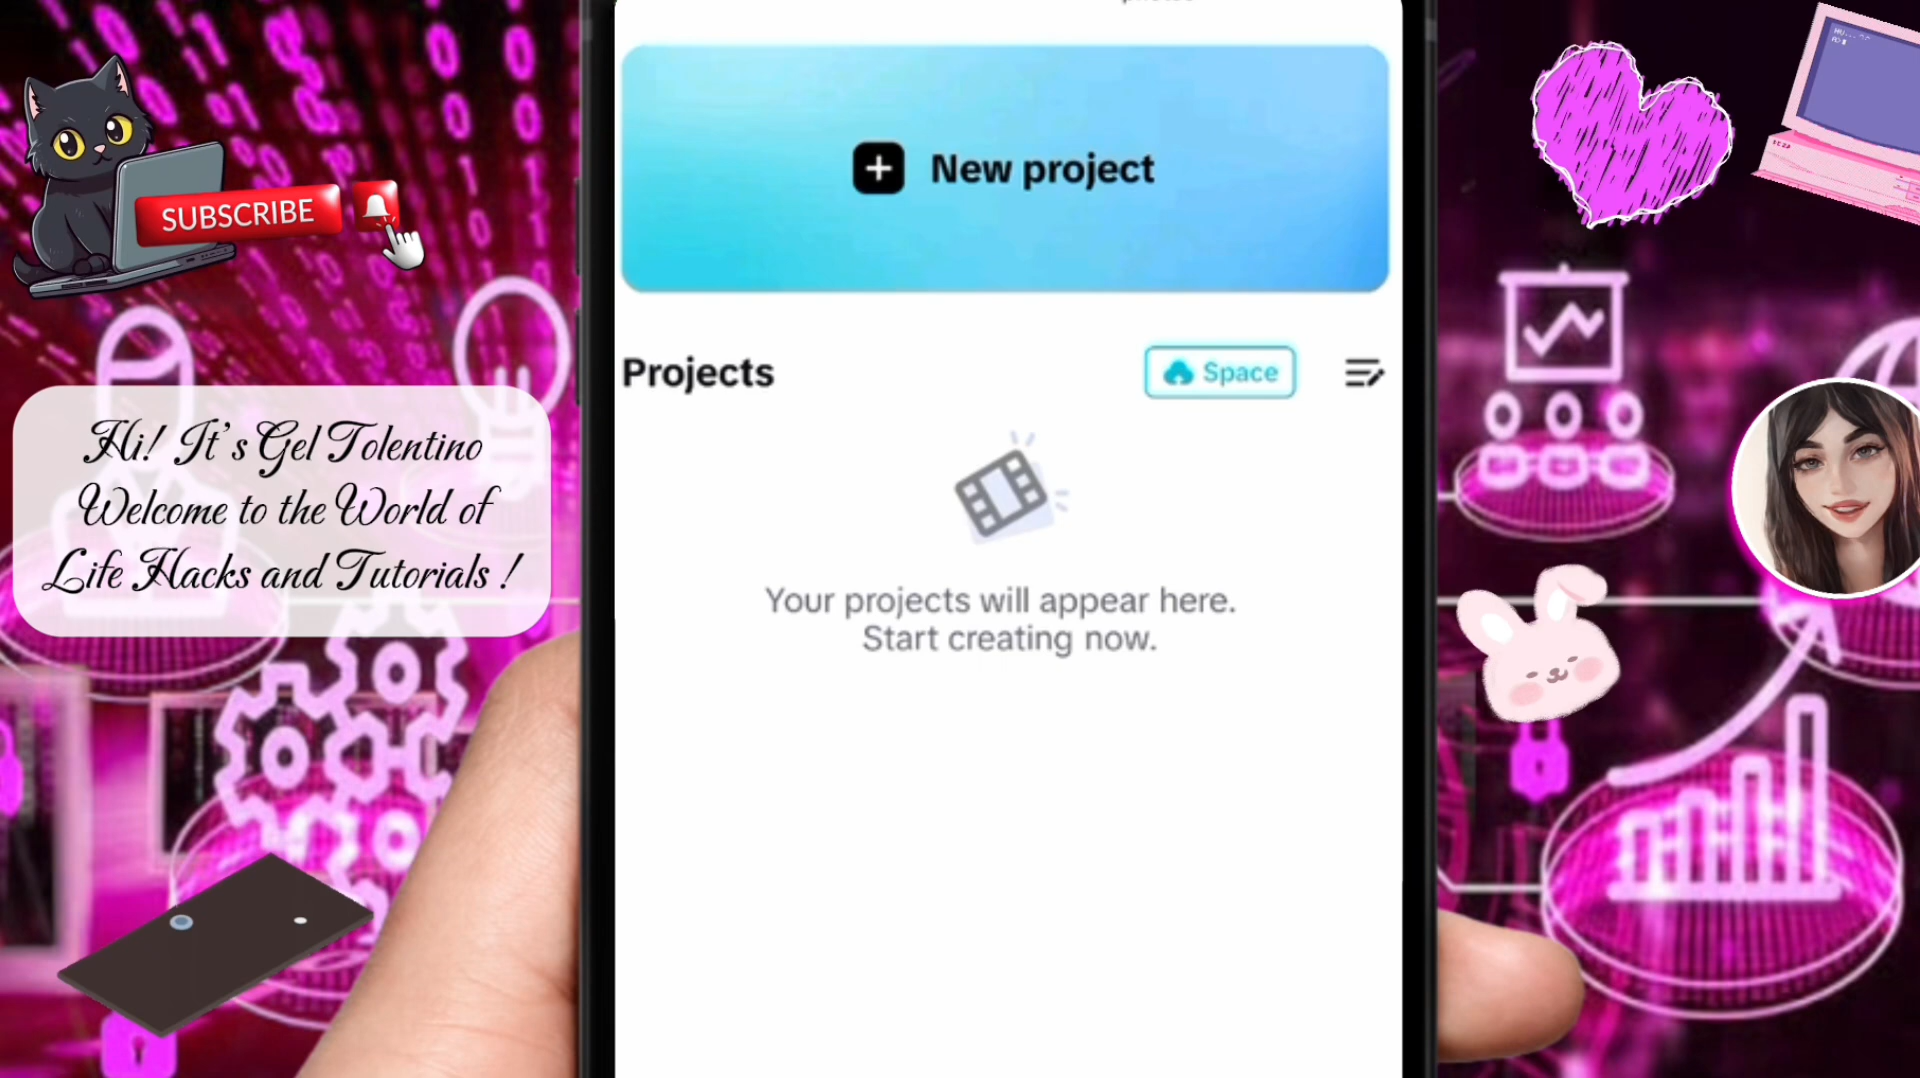 SUBSCRIBE
Hi! It's Gel Tolentino
Welcome to the World of
Life Hacks and Tutorials !
New project
Projects
Space
Your projects will appear here.
Start creating now.